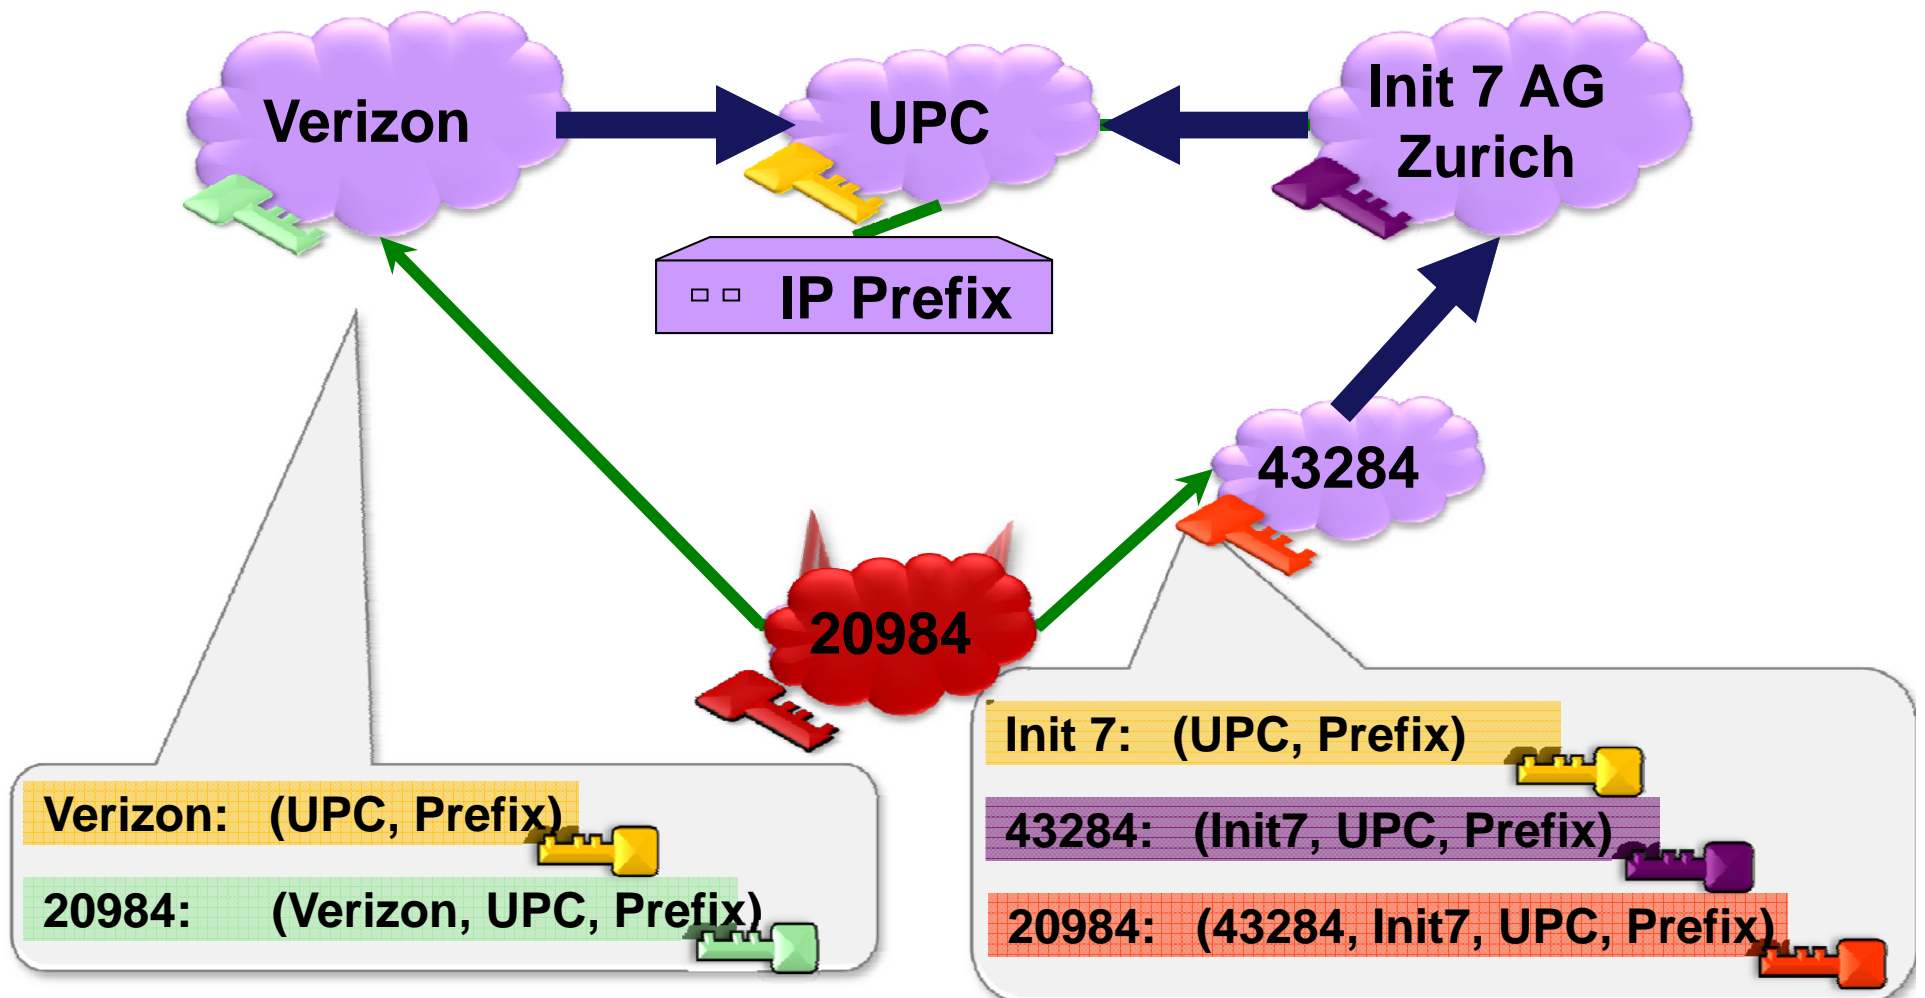 Verizon
UPC
Init 7 AG
Zurich
IP Prefix
43284
20984
Verizon: (UPC, Prefix)
20984: (Verizon, UPC, Prefix)
Init 7: (UPC, Prefix)
43284: (Init7, UPC, Prefix)
20984: (43284, Init7, UPC, Prefix)